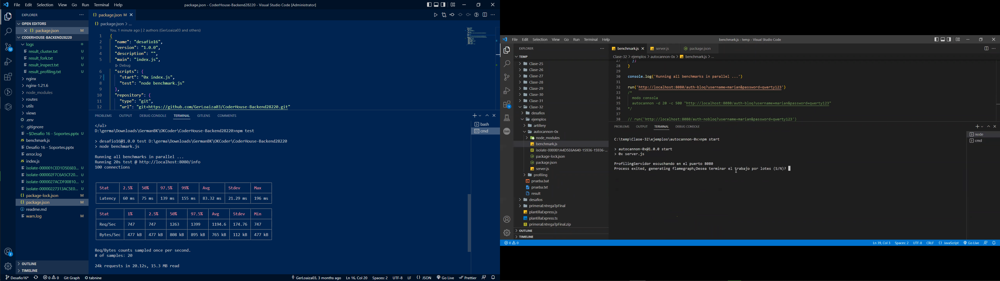 File Edit Selection View Go Run Terminal Help
package.json - CoderHouse-Backend28220 - Visual Studio Code [Administrator]
EXPLORER
OPEN EDITORS
package.json M
CODERHOUSE-BACKEND28220
logs
result_cluster.txt U
result_fork.txt U
result_inspect.txt U
result_profiling.txt U
nginx
nginx-1.21.6
node_modules
routes
utils
views
.env
.gitignore
~$Desafio 16 - Soportes.pptx U
benchmark.js
Desafio 16 - Soportes.pptx
error.log
index.js
isolate-000001CED1D5E6E0... U
isolate-000002F7C6A5CF20... U
isolate-0000027ACDF00810... U
isolate-00000227313AC5E0... U
package-lock.json M
package.json M
readme.md
warn.log M
OUTLINE
TIMELINE
12
2
package.json M
package.json > ...
You, 1 minute ago | 2 authors (GerLoaiza03 and others)
1 {
2 "name": "desafio16",
3 "version": "1.0.0",
4 "description": "",
5 "main": "index.js",
Debug
6 "scripts": {
7 "start": "0x index.js",
8 "test": "node benchmark.js"
9 },
10 "repository": {
11 "type": "git",
12 "url": "git+https://github.com/GerLoaiza03/CoderHouse-Backend28220.git"
PROBLEMS OUTPUT DEBUG CONSOLE TERMINAL GITLENS COMMENTS
bash
cmd
</ul>
D:\germa\Downloads\GermanBK\OKCoder\CoderHouse-Backend28220>npm test
> desafio16@1.0.0 test D:\germa\Downloads\GermanBK\OKCoder\CoderHouse-Backend28220
> node benchmark.js
Running all benchmarks in parallel ...
Running 20s test @ http://localhost:8080/info
100 connections
Stat 2.5% 50% 97.5% 99% Avg Stdev Max
Latency 60 ms 75 ms 139 ms 155 ms 83.32 ms 21.29 ms 196 ms
Stat 1% 2.5% 50% 97.5% Avg Stdev Min
Req/Sec 747 747 1263 1399 1194.6 174.76 747
Bytes/Sec 477 kB 477 kB 808 kB 895 kB 765 kB 112 kB 477 kB
Req/Bytes counts sampled once per second.
# of samples: 20
24k requests in 20.12s, 15.3 MB read
Desafio16* 0 0 Git Graph tabnine
GerLoaiza03, 3 months ago Ln 16, Col 20 Spaces: 2 UTF-8 LF {} JSON Go Live Prettier
File Edit Selection View Go Run Terminal Help
benchmark.js - temp - Visual Studio Code
EXPLORER
TEMP
Clase-25
Clase-26
Clase-27
Clase-28
Clase-29
Clase-30
Clase-31
Clase-32
desafios
ejemplos
artillery
autocannon-0x
node_modules
benchmark.js
isolate-000001A4D5E6A640-15936-15936-...
package-lock.json
package.json
server.js
profiling
prueba.bat
prueba.txt
result
desafios
primeraEntregaTpFinal
plantillaExpress.js
plantillaExpress.ts
primeraEntregaTpFinal.zip
OUTLINE
TIMELINE
1
Json
benchmark.js server.js package.json
Clase-32 > ejemplos > autocannon-0x > benchmark.js > ...
27 })
28 }
29
30 console.log('Running all benchmarks in parallel ...')
31
32 run('http://localhost:8080/auth-bloq?username=marian&password=qwerty123')
33 /*
34 modo consola
35 autocannon -d 20 -c 500 "http://localhost:8080/auth-bloq?username=marian&password=qwerty123"
36 */
37
38 // run('http://localhost:8080/auth-nobloq?username=marian&password=qwerty123')
PROBLEMS OUTPUT TERMINAL DEBUG CONSOLE
node
cmd
C:\temp\Clase-32\ejemplos\autocannon-0x>npm start
> autocannon-0x@1.0.0 start
> 0x server.js
ProfilingServidor escuchando en el puerto 8080
Process exited, generating flamegraph¿Desea terminar el trabajo por lotes (S/N)?
0 0
Ln 39, Col 3 Spaces: 2 UTF-8 CRLF {} JavaScript Go Live